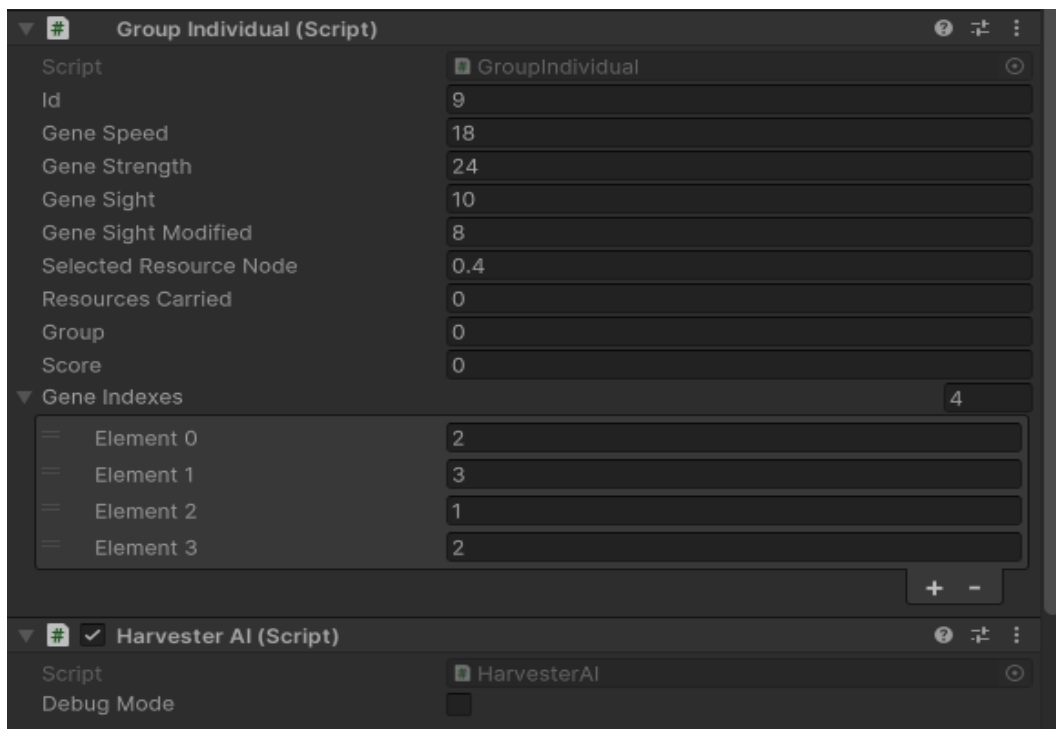 Group Individual (Script)
Script GroupIndividual
Id 9
Gene Speed 18
Gene Strength 24
Gene Sight 10
Gene Sight Modified 8
Selected Resource Node 0.4
Resources Carried 0
Group 0
Score 0
Gene Indexes 4
Element 0 2
Element 1 3
Element 2 1
Element 3 2
+ -
Harvester AI (Script)
Script HarvesterAI
Debug Mode